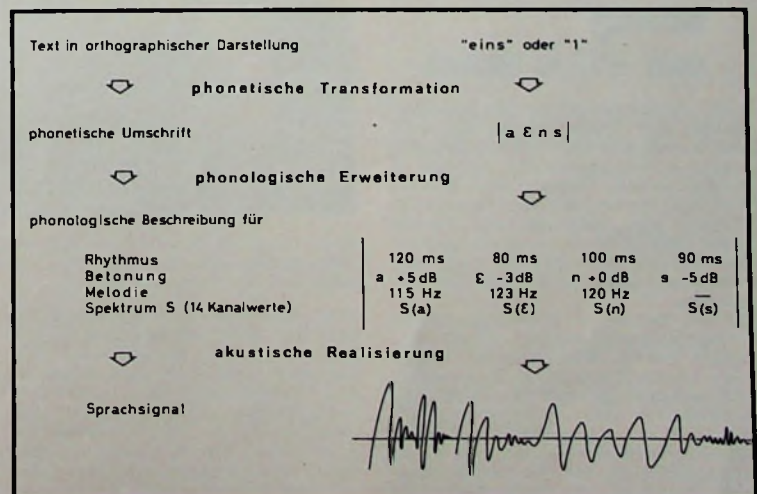 Text in orthographischer Darstellung "eins" oder "1"
phonetische Transformation
phonetische Umschrift |a Ɛ n s|
phonologische Erweiterung
phonologische Beschreibung für
Rhythmus 120 ms 80 ms 100 ms 90 ms
Betonung a +5dB Ɛ -3dB n +0 dB s -5dB
Melodie 115 Hz 123 Hz 120 Hz —
Spektrum S (14 Kanalwerte) S(a) S(Ɛ) S(n) S(s)
akustische Realisierung
Sprachsignal